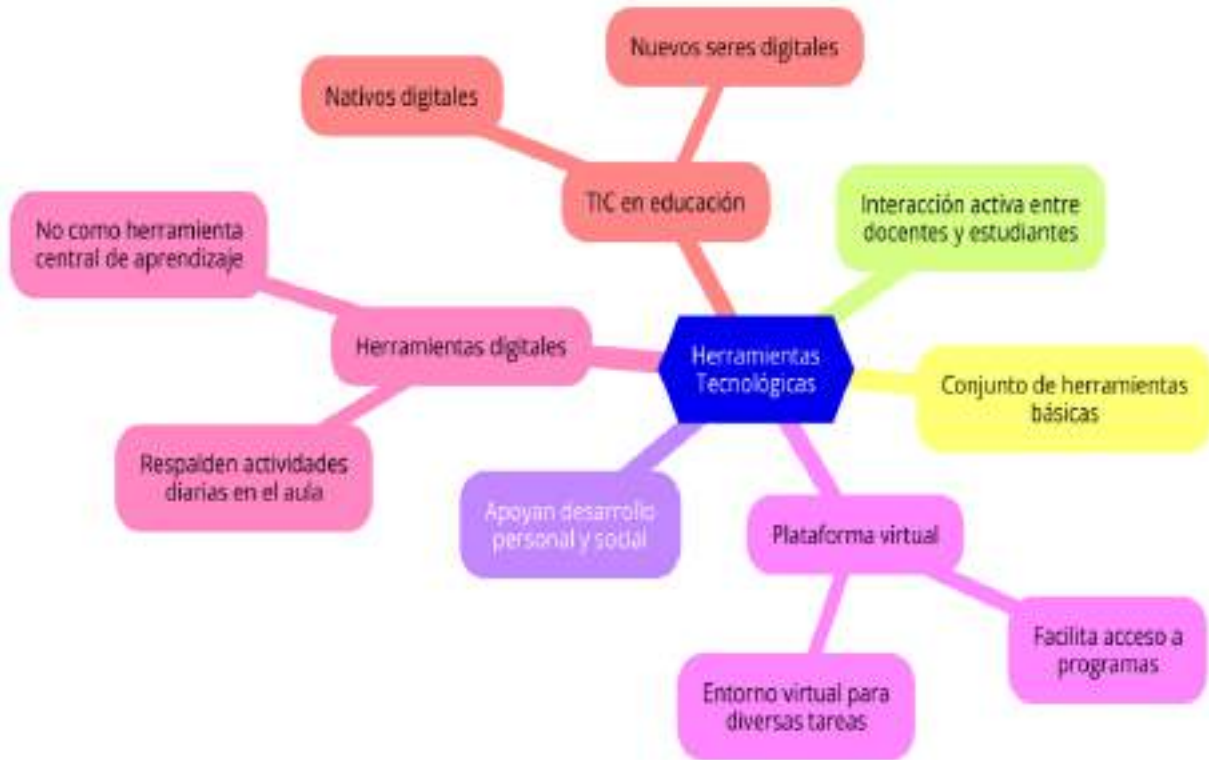 Nuevos seres digitales
Nativos digitales
TIC en educación
Interacción activa entre
docentes y estudiantes
No como herramienta
central de aprendizaje
Herramientas digitales
Herramientas
Tecnológicas
Conjunto de herramientas
básicas
Respalden actividades
diarias en el aula
Apoyan desarrollo
personal y social
Plataforma virtual
Facilita acceso a
programas
Entorno virtual para
diversas tareas